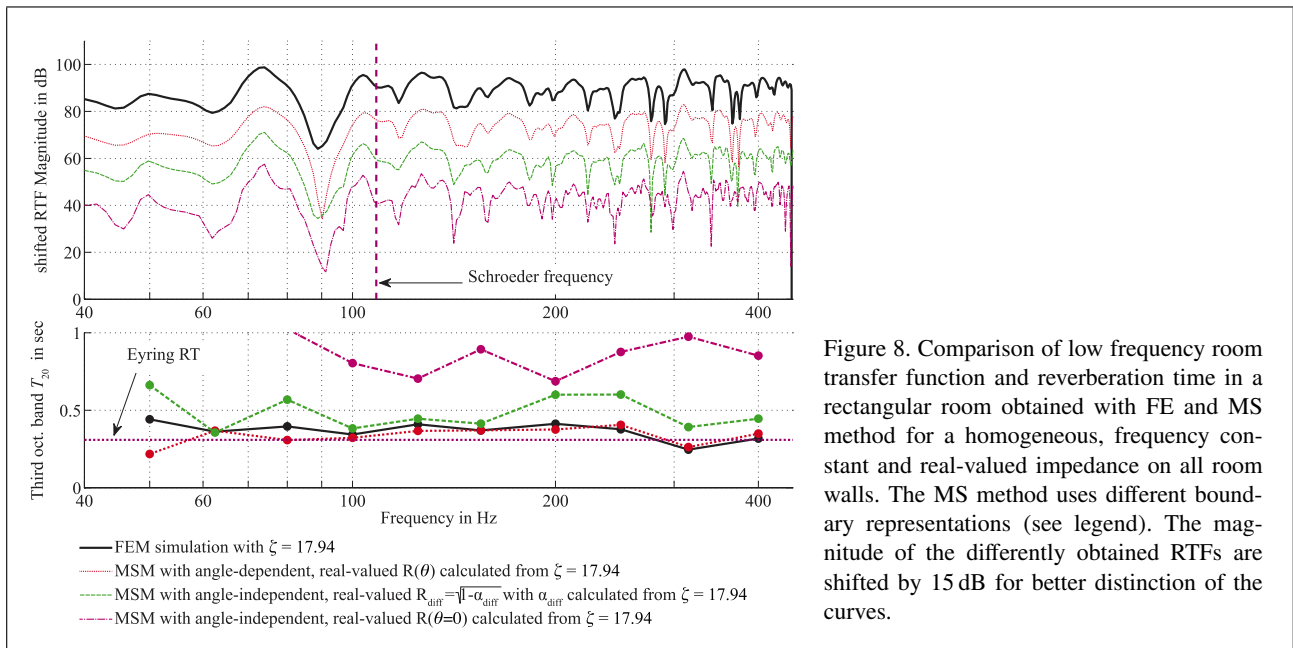 shifted RTF Magnitude in dB
100
80
60
40
20
0
Schroeder frequency
40
60
100
200
400
Third oct. band T20 in sec
1
0.5
0
Eyring RT
40
60
100
200
400
Frequency in Hz
FEM simulation with ζ = 17.94
MSM with angle-dependent, real-valued R(θ) calculated from ζ = 17.94
MSM with angle-independent, real-valued Rdiff=√1-αdiff with αdiff calculated from ζ = 17.94
MSM with angle-independent, real-valued R(θ=0) calculated from ζ = 17.94
Figure 8. Comparison of low frequency room
transfer function and reverberation time in a
rectangular room obtained with FE and MS
method for a homogeneous, frequency con-
stant and real-valued impedance on all room
walls. The MS method uses different bound-
ary representations (see legend). The mag-
nitude of the differently obtained RTFs are
shifted by 15 dB for better distinction of the
curves.